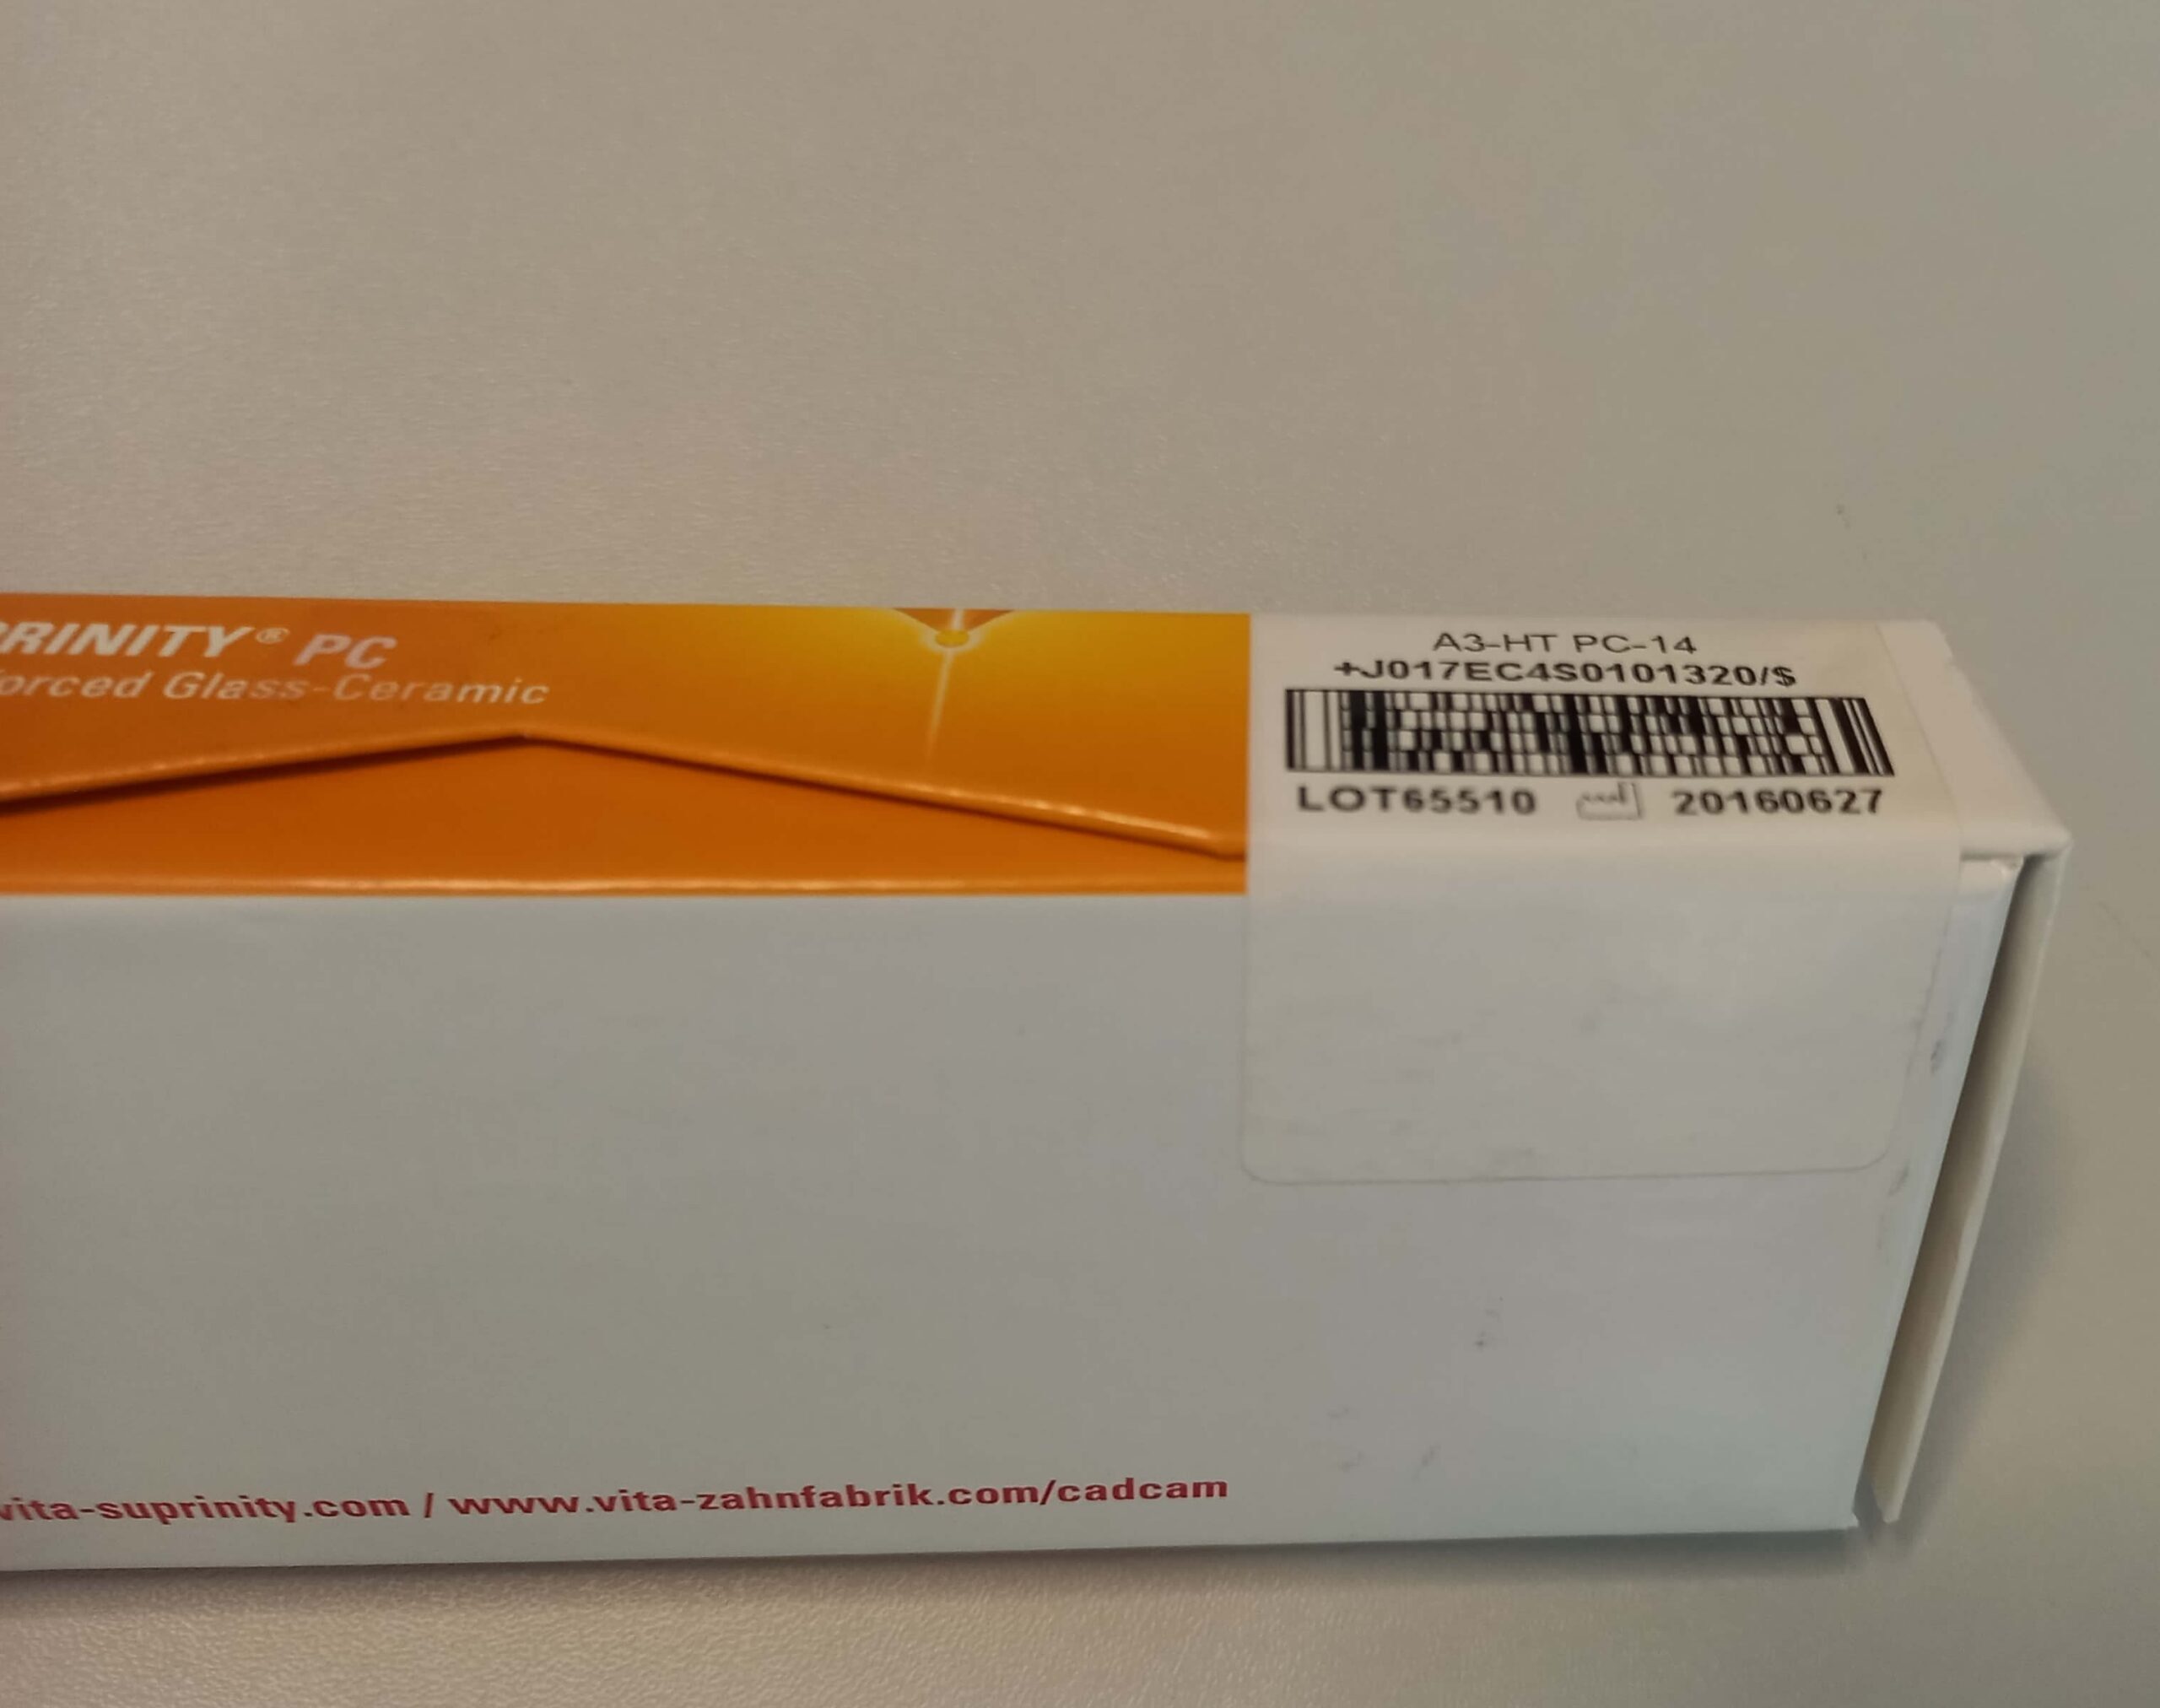 PRINITY® PC
orced Glass-Ceramic
A3-HT PC-14
+J017EC4S0101320/$
LOT65510 20160627
vita-suprinity.com / www.vita-zahnfabrik.com/cadcam